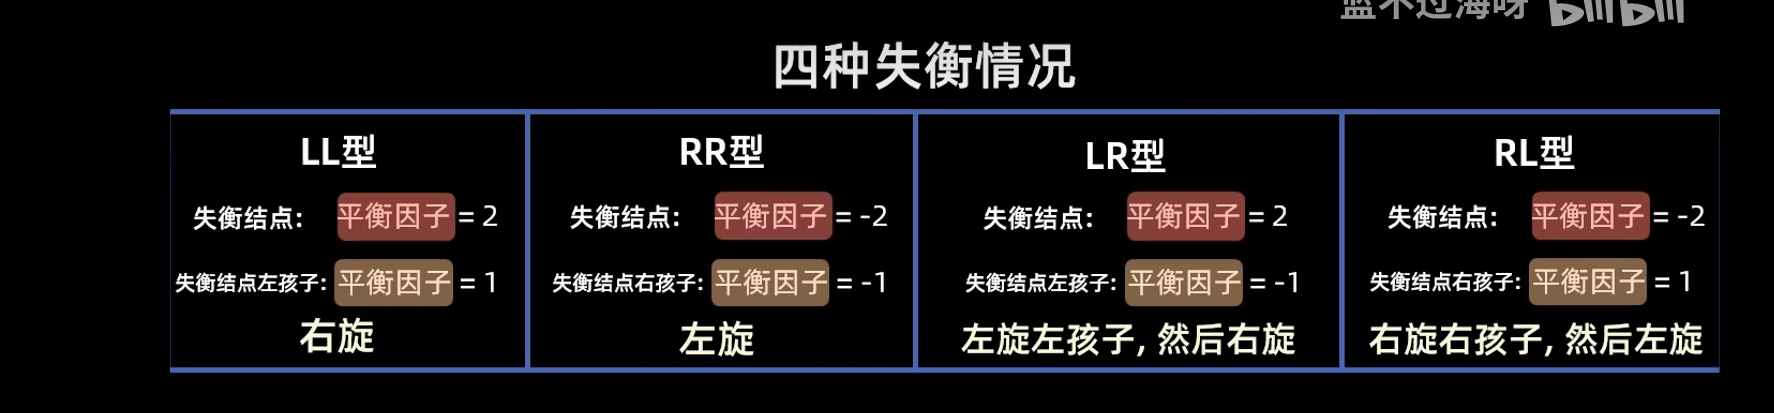 蓝不过海呀 bilibili
四种失衡情况
LL型
失衡结点: 平衡因子 = 2
失衡结点左孩子: 平衡因子 = 1
右旋
RR型
失衡结点: 平衡因子 = -2
失衡结点右孩子: 平衡因子 = -1
左旋
LR型
失衡结点: 平衡因子 = 2
失衡结点左孩子: 平衡因子 = -1
左旋左孩子, 然后右旋
RL型
失衡结点: 平衡因子 = -2
失衡结点右孩子: 平衡因子 = 1
右旋右孩子, 然后左旋